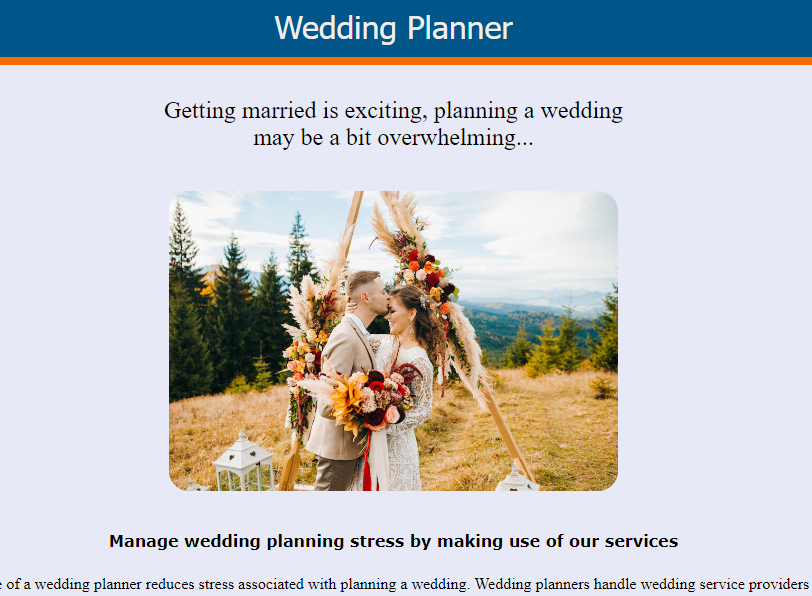 Wedding Planner
Getting married is exciting, planning a wedding
may be a bit overwhelming...
Manage wedding planning stress by making use of our services
of a wedding planner reduces stress associated with planning a wedding. Wedding planners handle wedding service providers